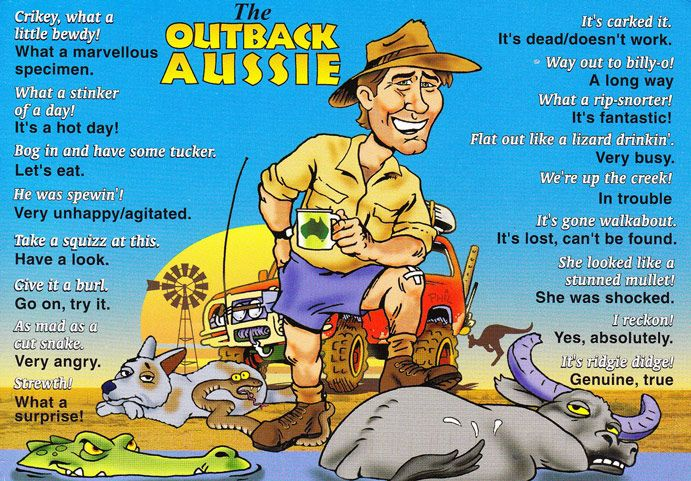 The
OUTBACK
AUSSIE
Crikey, what a
little bewdy!
What a marvellous
specimen.
What a stinker
of a day!
It's a hot day!
Bog in and have some tucker.
Let's eat.
He was spewin'!
Very unhappy/agitated.
Take a squizz at this.
Have a look.
Give it a burl.
Go on, try it.
As mad as a
cut snake.
Very angry.
Strewth!
What a
surprise!
It's carked it.
It's dead/doesn't work.
Way out to billy-o!
A long way
What a rip-snorter!
It's fantastic!
Flat out like a lizard drinkin'.
Very busy.
We're up the creek!
In trouble
It's gone walkabout.
It's lost, can't be found.
She looked like a
stunned mullet!
She was shocked.
I reckon!
Yes, absolutely.
It's ridgie didge!
Genuine, true